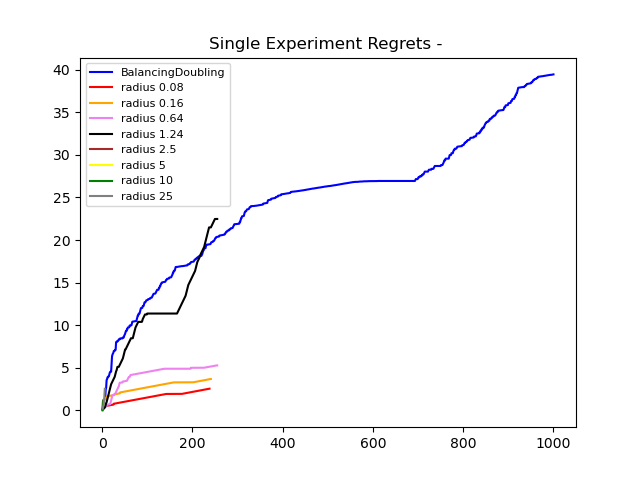 Single Experiment Regrets -
BalancingDoubling
radius 0.08
radius 0.16
radius 0.64
radius 1.24
radius 2.5
radius 5
radius 10
radius 25
40
35
30
25
20
15
10
5
0
0 200 400 600 800 1000